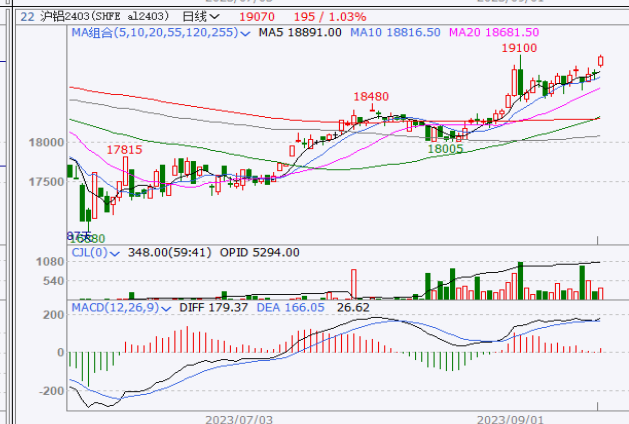 22 沪铝2403(SHFE al2403) 日线 19070 195 / 1.03%
MA组合(5,10,20,55,120,255) MA5 18891.00 MA10 18816.50 MA20 18681.50
19100
18480
18000
17815
18005
17500
87天
CJL(0) 348.00(59:41) OPID 5294.00
1080
540
MACD(12,26,9) DIFF 179.37 DEA 166.05 26.62
200
0
-200
2023/07/03 2023/09/01